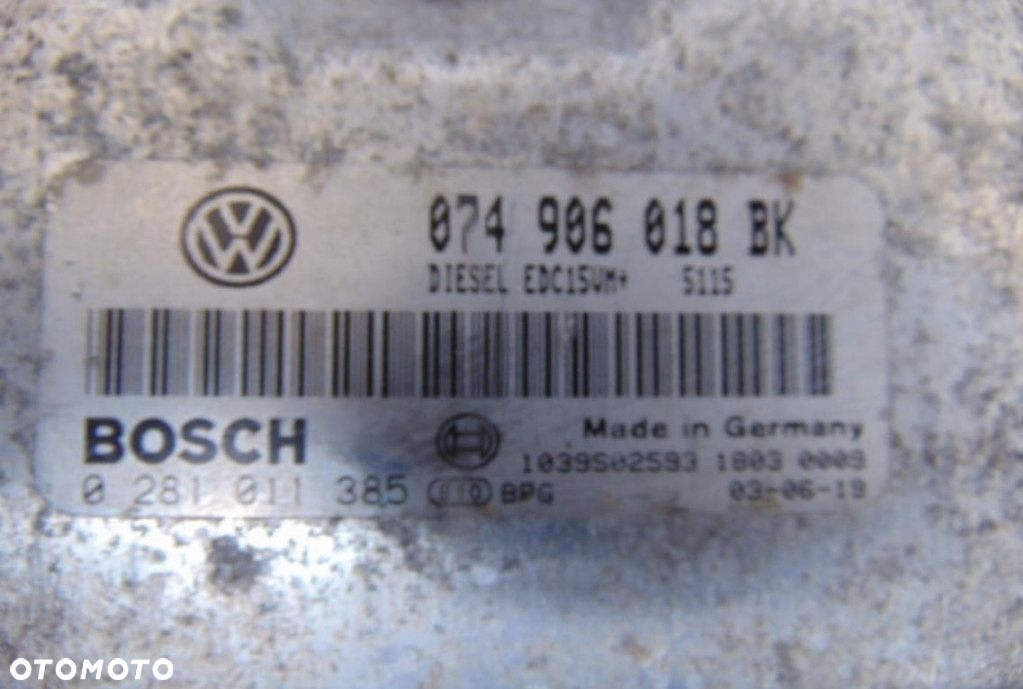 074 906 018 BK
DIESEL EDC15VM+ 5115
BOSCH
Made in Germany
1039S02593 1803 0009
0 281 011 385 BPG
03-06-19
OTOMOTO